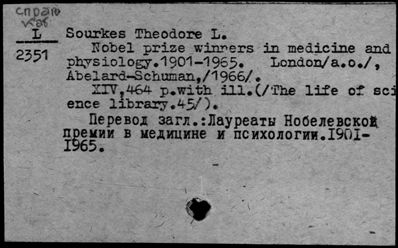 L Sourkes Theodore L.
2351 Nobel prize winners in medicine and
physiology.1901-1965. London/a.o./,
Abelard-Schuman,/1966/.
XIV,464 p.with ill.(/The life of sci
ence library.45/).
Перевод загл.:Лауреаты Нобелевской
премии в медицине и психологии.1901-
1965.